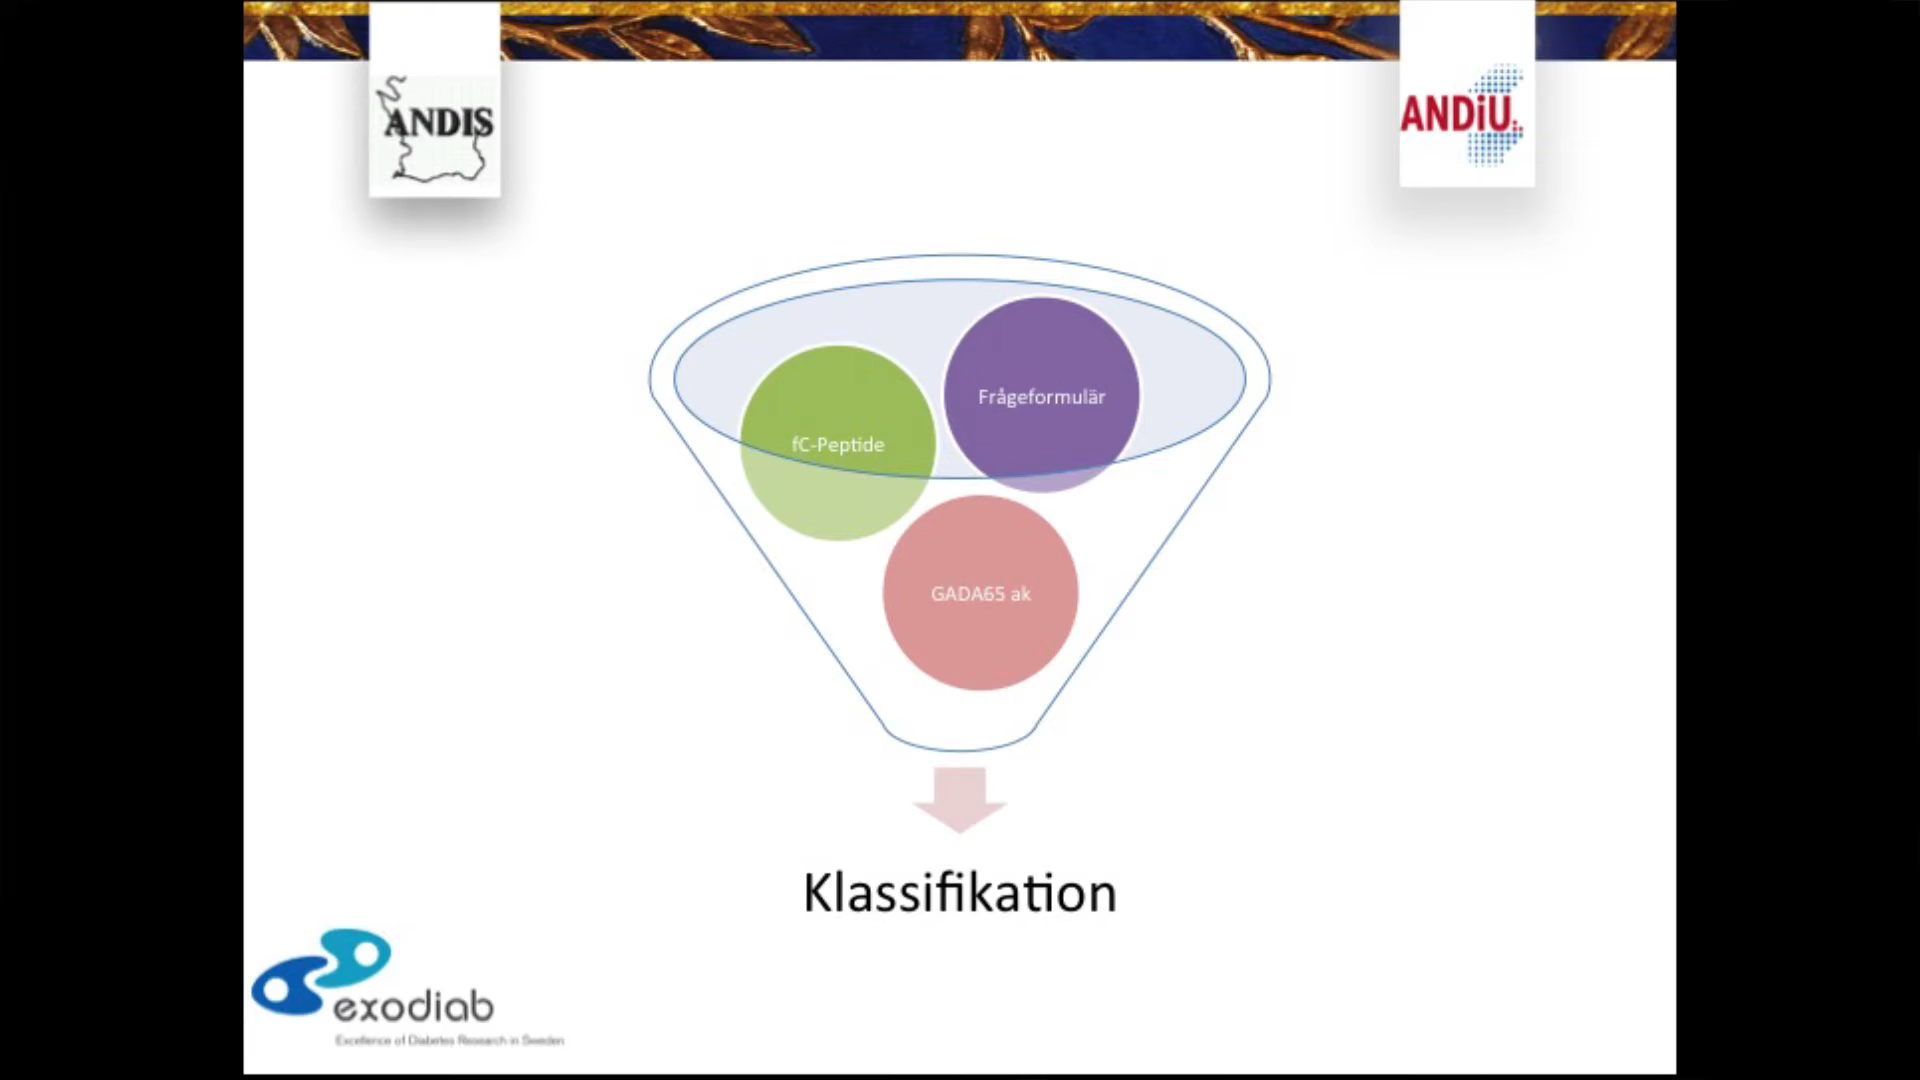 ANDIS
ANDiU
Frågeformulär
fC-Peptide
GADA65 ak
Klassifikation
exodiab
Excellence of Diabetes Research in Sweden